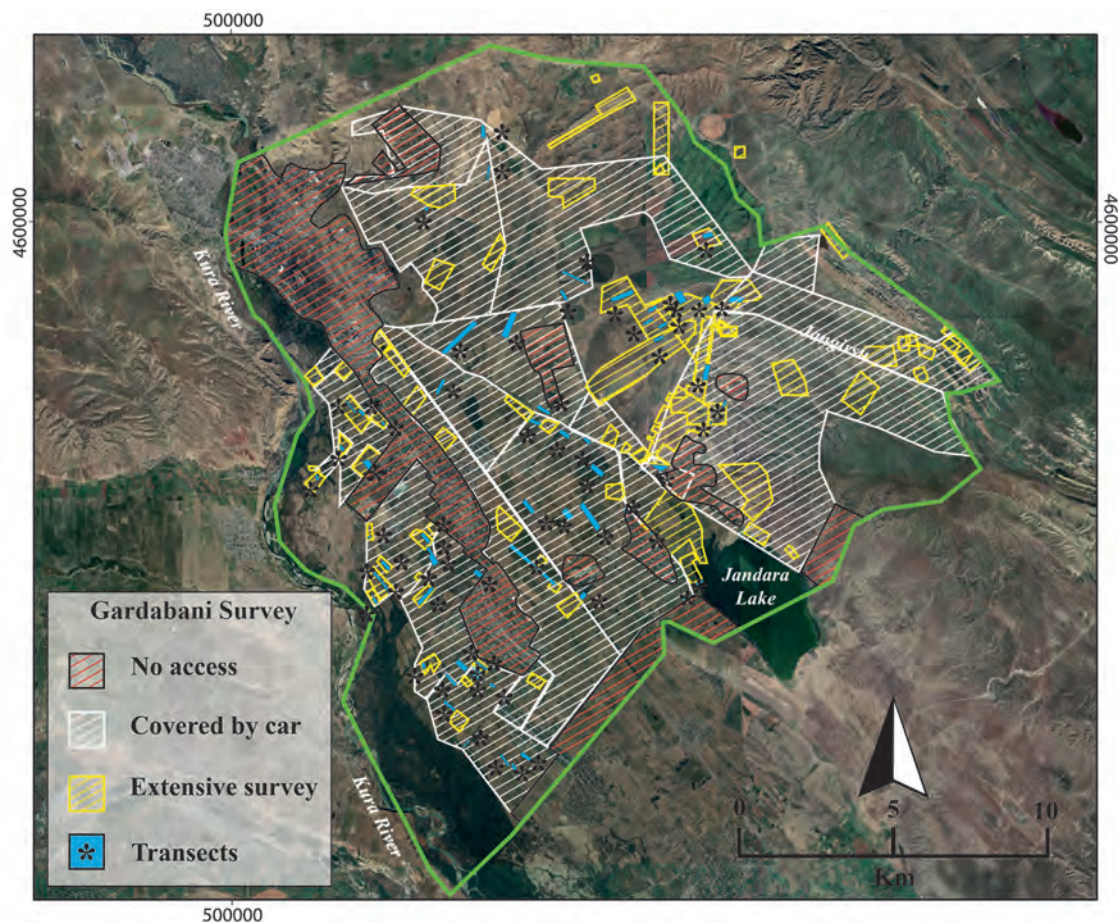 500000
4600000
4600000
Kura River
Jangirsu
Jandara
Lake
Gardabani Survey
No access
Covered by car
Extensive survey
Transects
Kura River
0
5
10
Km
500000